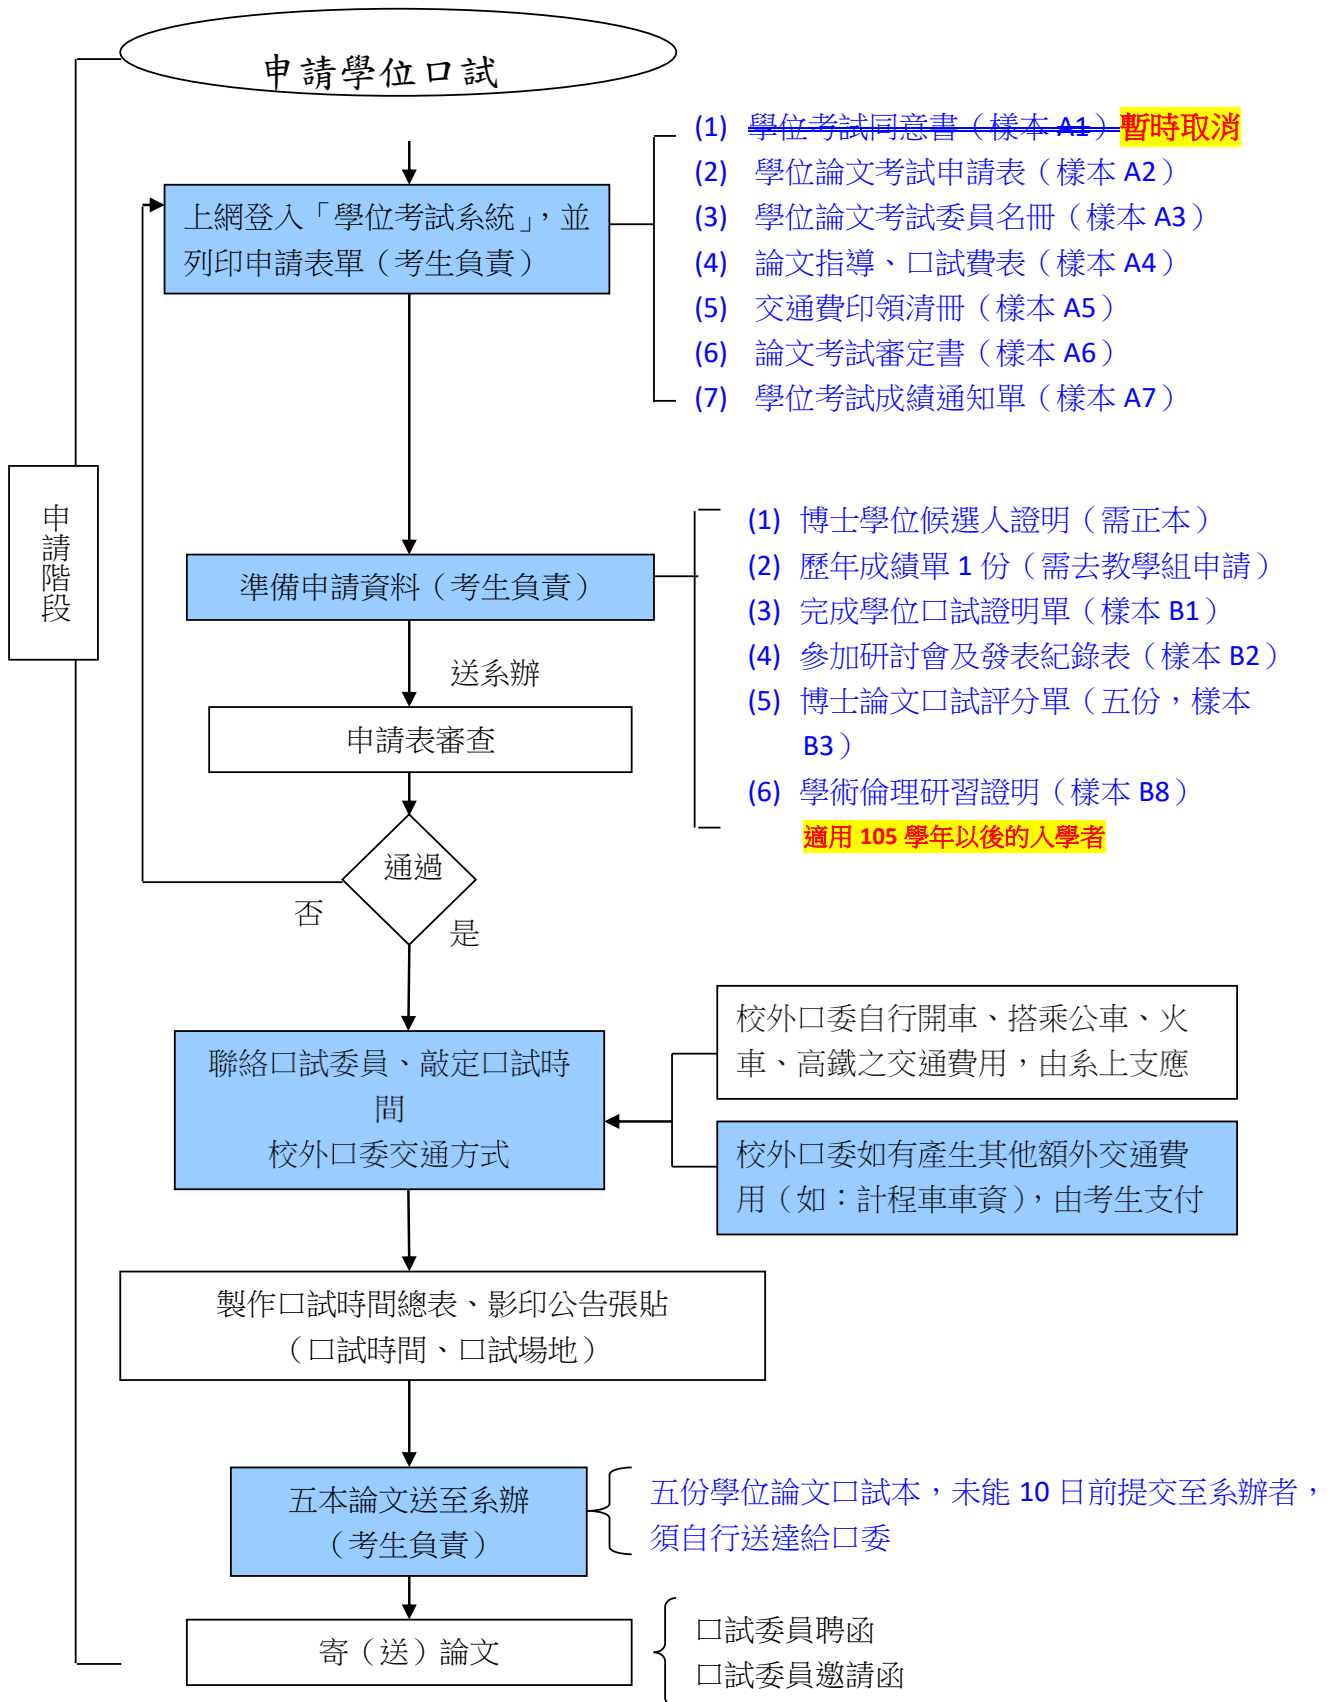 申請學位口試
(1) 學位考試同意書（樣本 A1）暫時取消
(2) 學位論文考試申請表（樣本 A2）
(3) 學位論文考試委員名冊（樣本 A3）
(4) 論文指導、口試費表（樣本 A4）
(5) 交通費印領清冊（樣本 A5）
(6) 論文考試審定書（樣本 A6）
(7) 學位考試成績通知單（樣本 A7）
上網登入「學位考試系統」，並
列印申請表單（考生負責）
申請階段
(1) 博士學位候選人證明（需正本）
(2) 歷年成績單 1 份（需去教學組申請）
(3) 完成學位口試證明單（樣本 B1）
(4) 參加研討會及發表紀錄表（樣本 B2）
(5) 博士論文口試評分單（五份，樣本
B3）
(6) 學術倫理研習證明（樣本 B8）
適用 105 學年以後的入學者
準備申請資料（考生負責）
送系辦
申請表審查
通過
否
是
聯絡口試委員、敲定口試時
間
校外口委交通方式
校外口委自行開車、搭乘公車、火
車、高鐵之交通費用，由系上支應
校外口委如有產生其他額外交通費
用（如：計程車車資），由考生支付
製作口試時間總表、影印公告張貼
（口試時間、口試場地）
五本論文送至系辦
（考生負責）
五份學位論文口試本，未能 10 日前提交至系辦者，
須自行送達給口委
寄（送）論文
口試委員聘函
口試委員邀請函